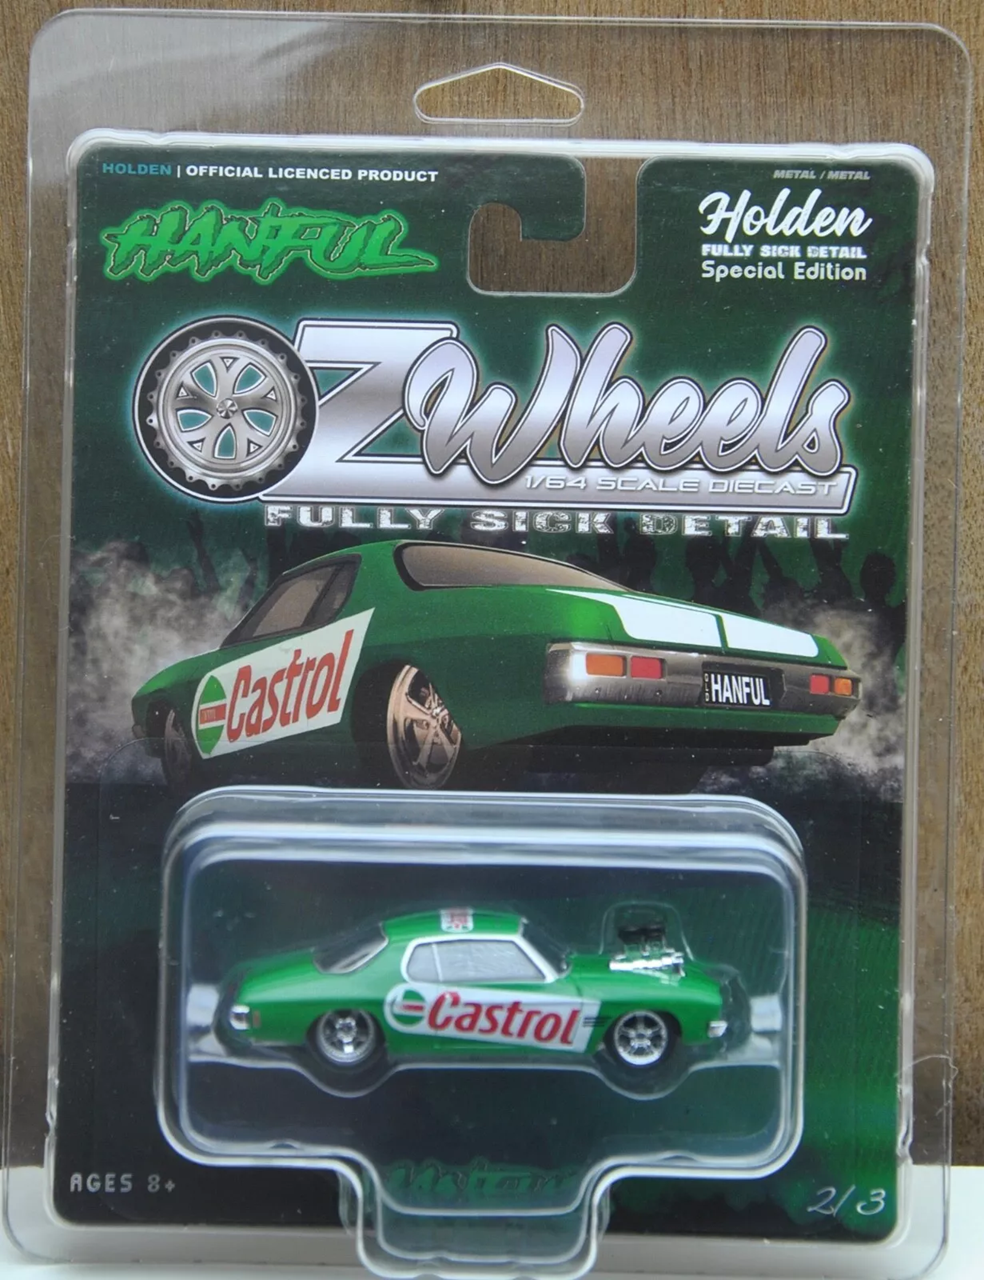 HOLDEN | OFFICIAL LICENCED PRODUCT
METAL / METAL
HANFUL
Holden
FULLY SICK DETAIL
Special Edition
OZ Wheels
1/64 SCALE DIECAST
FULLY SICK DETAIL
Castrol
QLD HANFUL
Castrol
AGES 8+
2/3